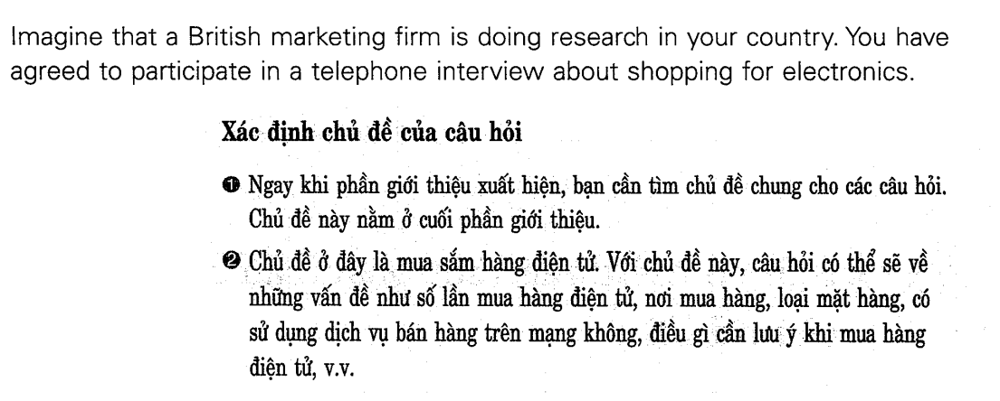 Imagine that a British marketing firm is doing research in your country. You have
agreed to participate in a telephone interview about shopping for electronics.
Xác định chủ đề của câu hỏi
❶ Ngay khi phần giới thiệu xuất hiện, bạn cần tìm chủ đề chung cho các câu hỏi.
Chủ đề này nằm ở cuối phần giới thiệu.
❷ Chủ đề ở đây là mua sắm hàng điện tử. Với chủ đề này, câu hỏi có thể sẽ về
những vấn đề như số lần mua hàng điện tử, nơi mua hàng, loại mặt hàng, có
sử dụng dịch vụ bán hàng trên mạng không, điều gì cần lưu ý khi mua hàng
điện tử, v.v.